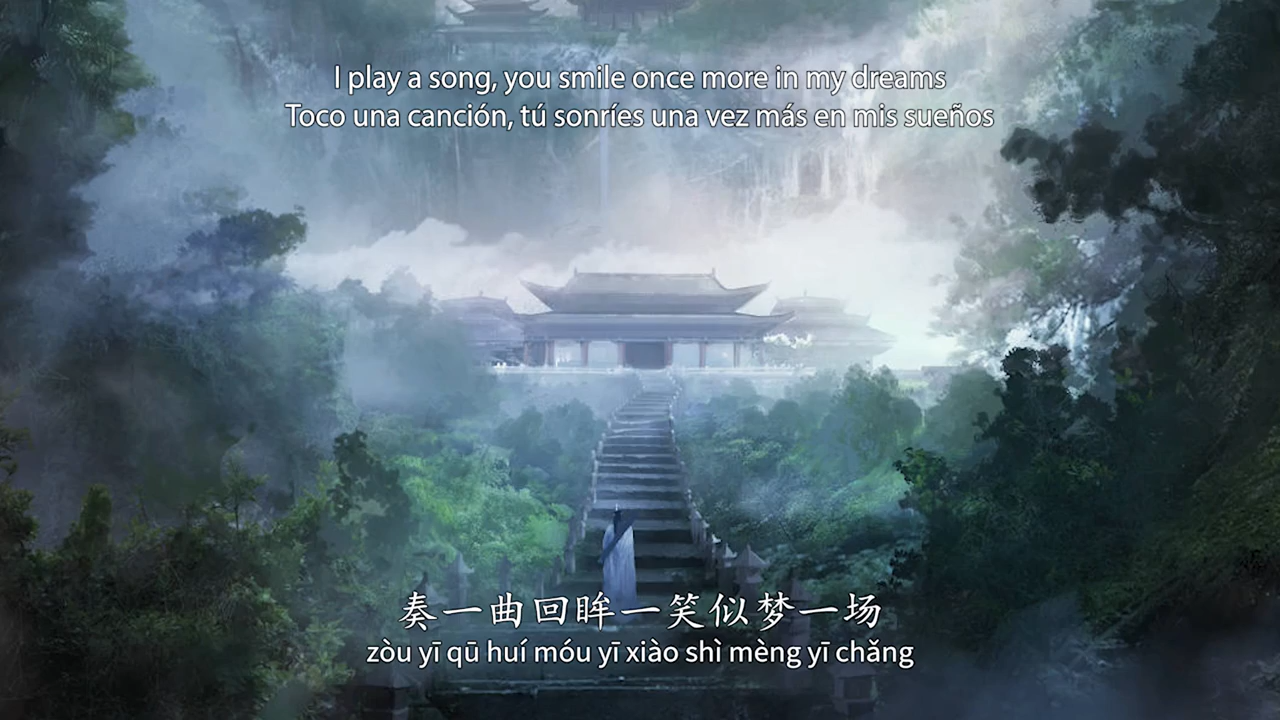 I play a song, you smile once more in my dreams
Toco una canción, tú sonríes una vez más en mis sueños
奏一曲回眸一笑似梦一场
zòu yī qū huí móu yī xiào shì mèng yī chǎng